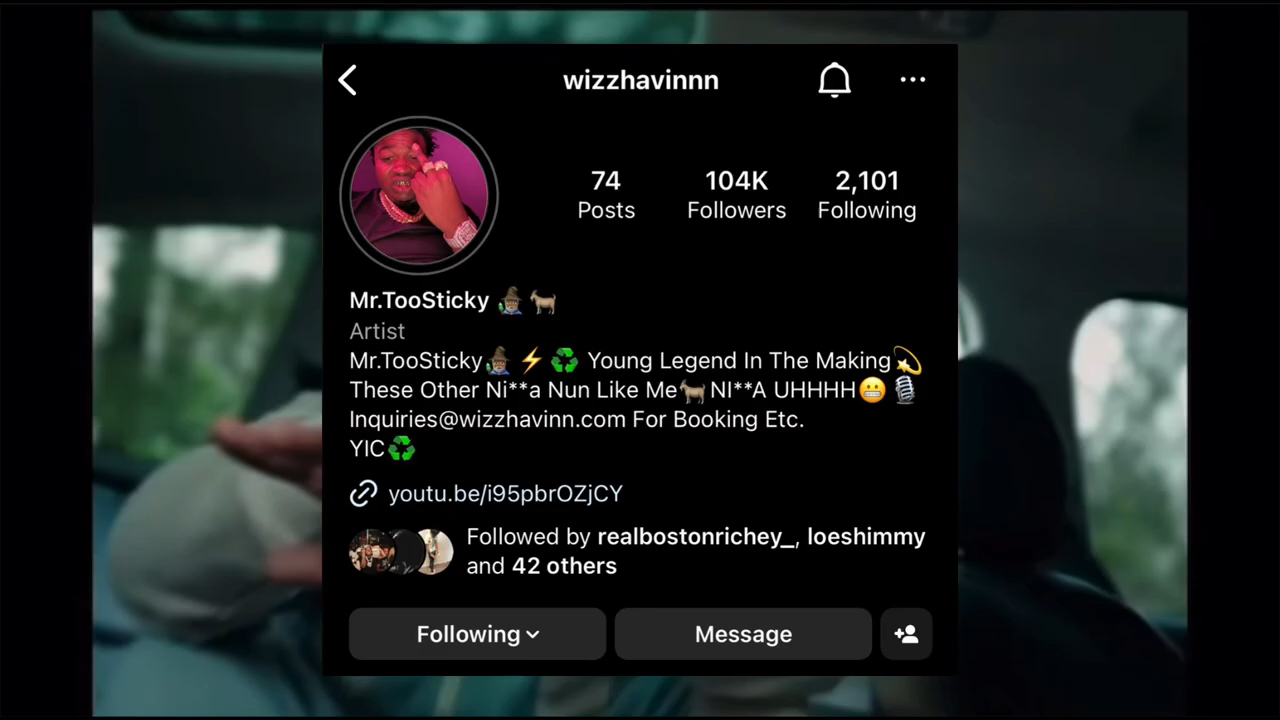 wizzhavinnn
74 104K 2,101
Posts Followers Following
Mr.TooSticky 🧙🏽‍♂️🐐
Artist
Mr.TooSticky🧙🏽‍♂️⚡♻️ Young Legend In The Making💫
These Other Ni**a Nun Like Me🐐NI**A UHHHH😬🎙️
Inquiries@wizzhavinn.com For Booking Etc.
YIC♻️
youtu.be/i95pbrOZjCY
Followed by realbostonrichey_, loeshimmy
and 42 others
Following Message